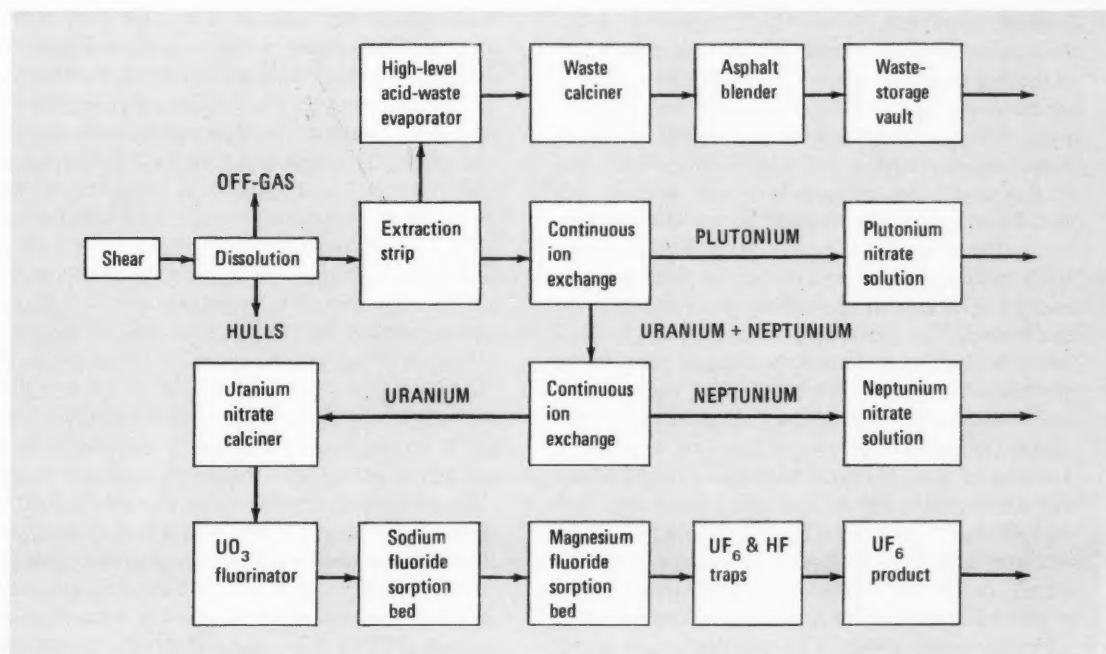 High-level
acid-waste
evaporator
Waste
calciner
Asphalt
blender
Waste-
storage
vault
OFF-GAS
Shear
Dissolution
Extraction
strip
Continuous
ion
exchange
PLUTONIUM
Plutonium
nitrate
solution
HULLS
URANIUM + NEPTUNIUM
Uranium
nitrate
calciner
URANIUM
Continuous
ion
exchange
NEPTUNIUM
Neptunium
nitrate
solution
UO3
fluorinator
Sodium
fluoride
sorption
bed
Magnesium
fluoride
sorption
bed
UF6 & HF
traps
UF6
product